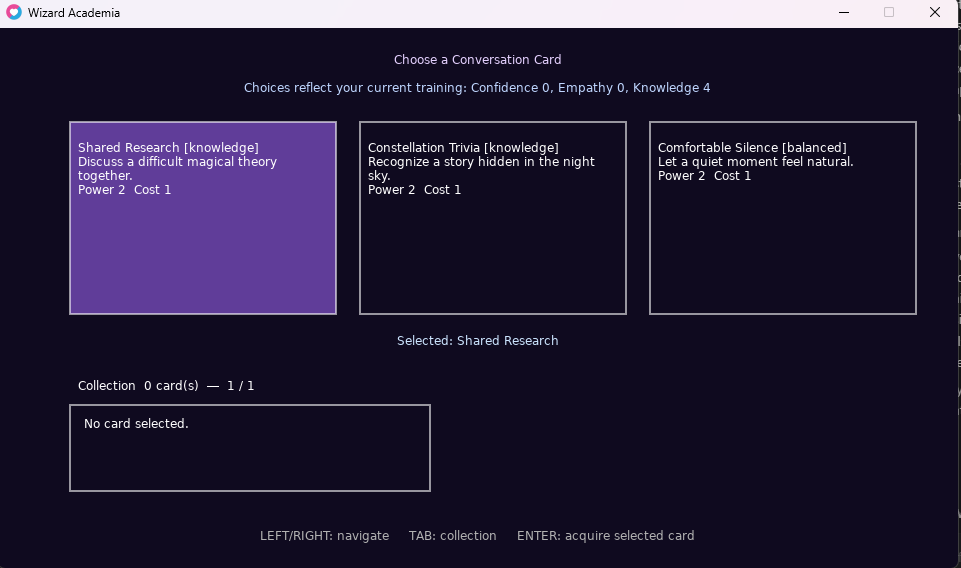 Wizard Academia
Choose a Conversation Card
Choices reflect your current training: Confidence 0, Empathy 0, Knowledge 4
Shared Research [knowledge]
Discuss a difficult magical theory
together.
Power 2  Cost 1
Constellation Trivia [knowledge]
Recognize a story hidden in the night
sky.
Power 2  Cost 1
Comfortable Silence [balanced]
Let a quiet moment feel natural.
Power 2  Cost 1
Selected: Shared Research
Collection  0 card(s)  —  1 / 1
No card selected.
LEFT/RIGHT: navigate     TAB: collection     ENTER: acquire selected card